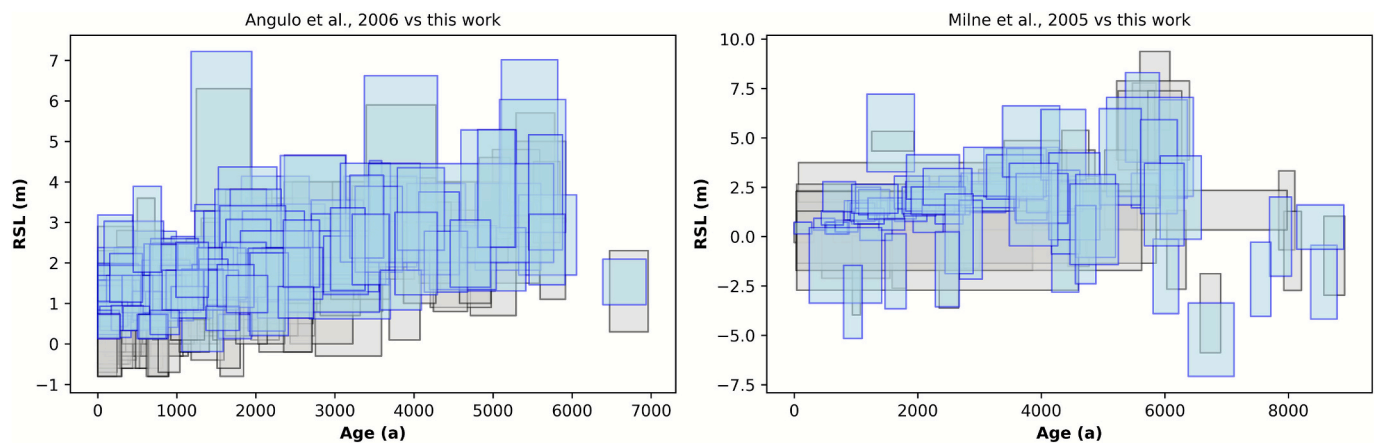 Angulo et al., 2006 vs this work
RSL (m)
7
6
5
4
3
2
1
0
−1
0 1000 2000 3000 4000 5000 6000 7000
Age (a)
Milne et al., 2005 vs this work
RSL (m)
10.0
7.5
5.0
2.5
0.0
−2.5
−5.0
−7.5
0 2000 4000 6000 8000
Age (a)